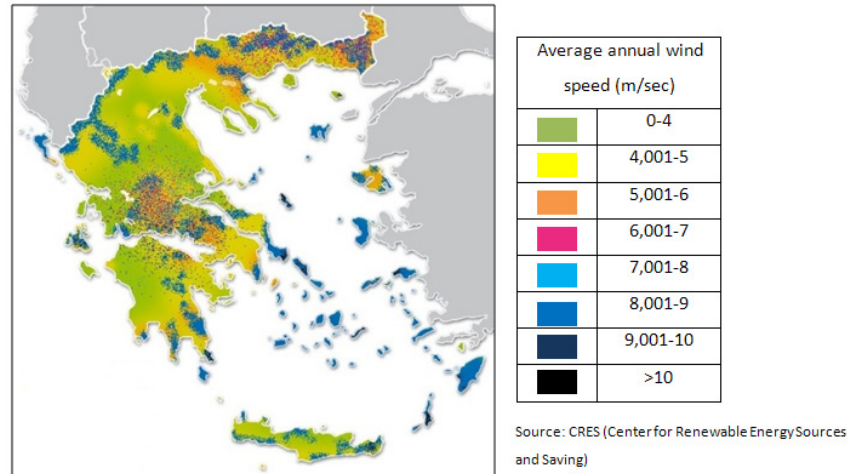 Average annual wind
speed (m/sec)
0-4
4,001-5
5,001-6
6,001-7
7,001-8
8,001-9
9,001-10
>10
Source: CRES (Center for Renewable Energy Sources
and Saving)